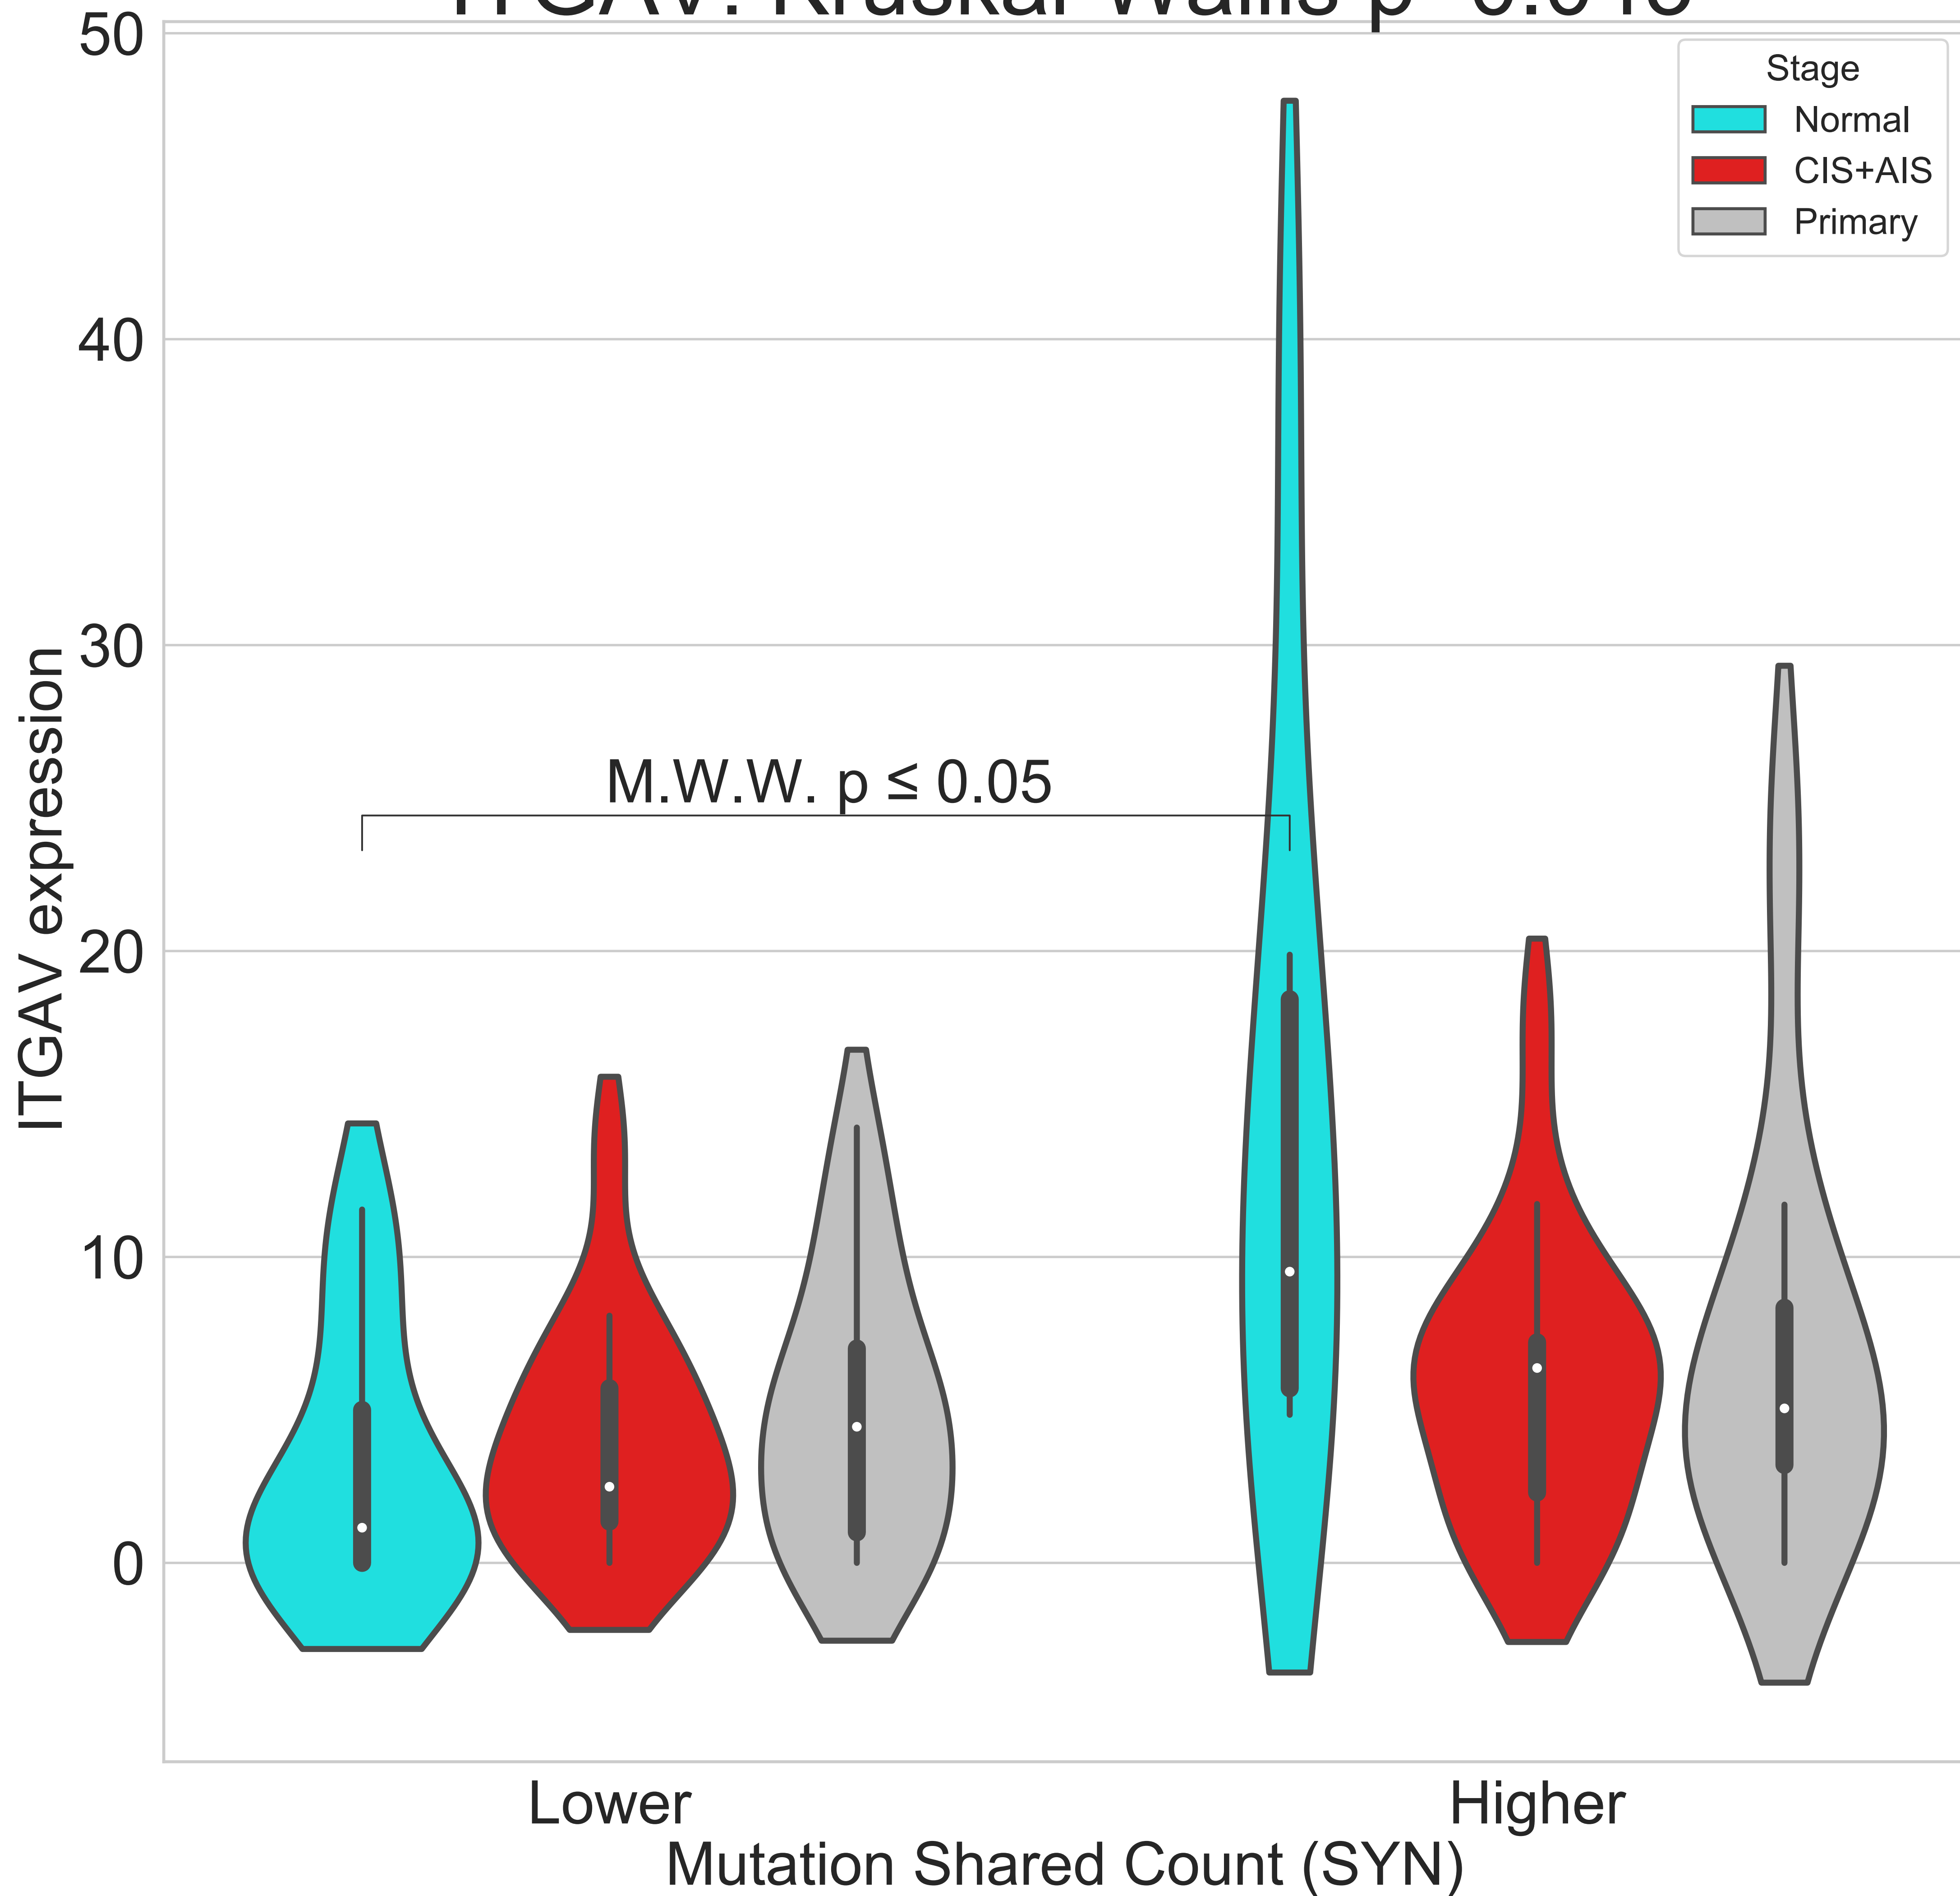 50
Stage
Normal
CIS+AIS
Primary
40
30
M.W.W. p ≤ 0.05
20
10
0
ITGAV expression
Lower
Higher
Mutation Shared Count (SYN)